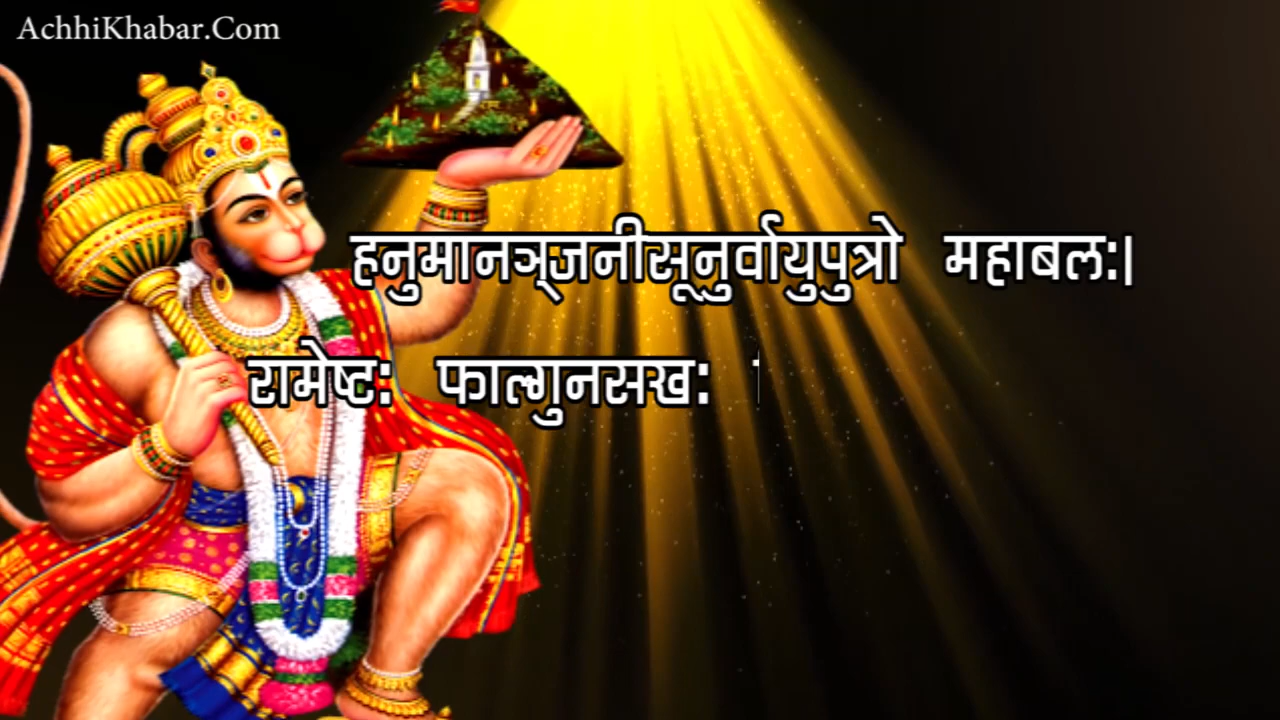 AchhiKhabar.Com
हनुमानञ्जनीसूनुर्वायुपुत्रो महाबल:|
रामेष्ट: फाल्गुनसख: